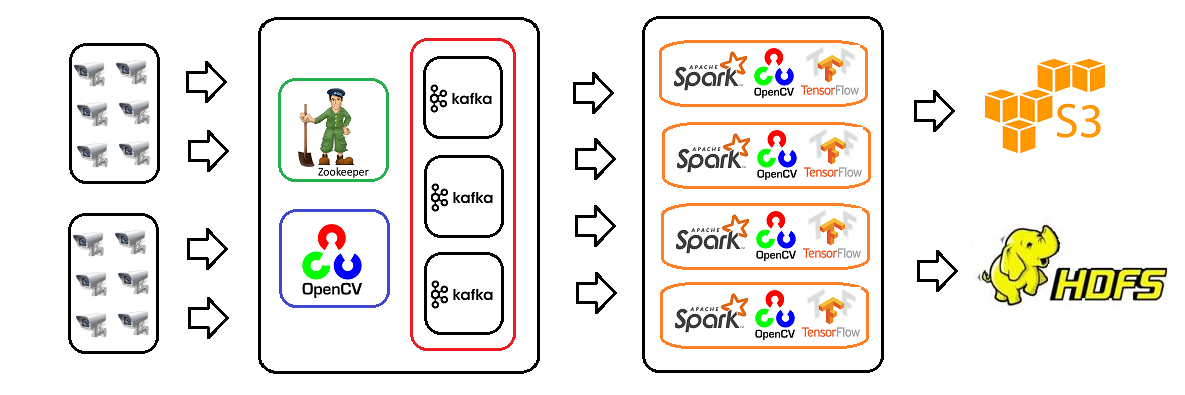 Zookeeper
OpenCV
kafka
kafka
kafka
APACHE
Spark
OpenCV
TensorFlow
APACHE
Spark
OpenCV
TensorFlow
APACHE
Spark
OpenCV
TensorFlow
APACHE
Spark
OpenCV
TensorFlow
S3
HDFS